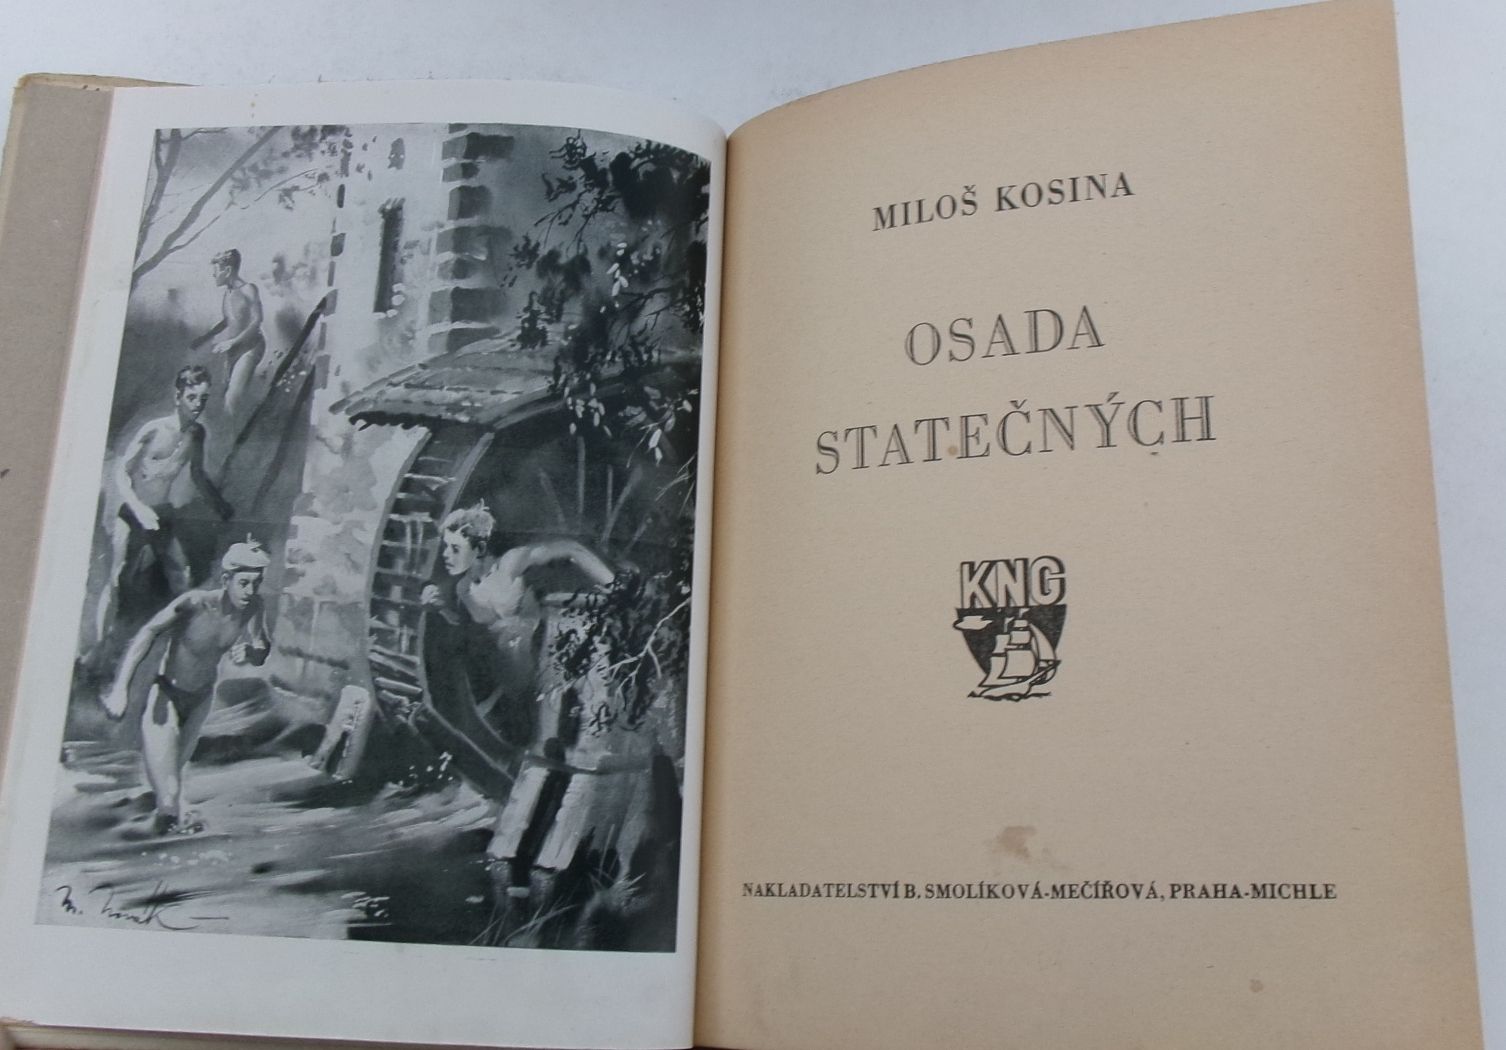 MILOŠ KOSINA
OSADA
STATEČNÝCH
KNG
NAKLADATELSTVÍ B. SMOLÍKOVÁ-MEČÍŘOVÁ, PRAHA-MICHLE